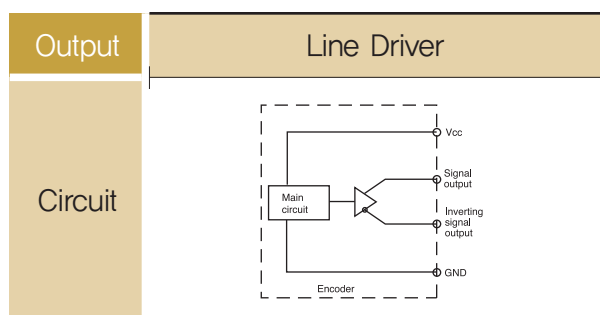 Output
Line Driver
Circuit
Vcc
Signal
output
Main
circuit
Inverting
signal
output
GND
Encoder